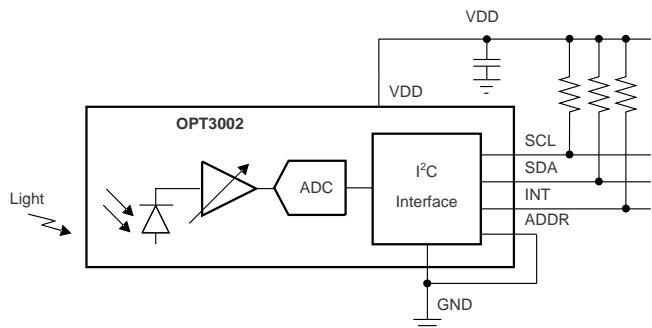 VDD
VDD
OPT3002
SCL
I²C
ADC
SDA
Light
Interface
INT
ADDR
GND